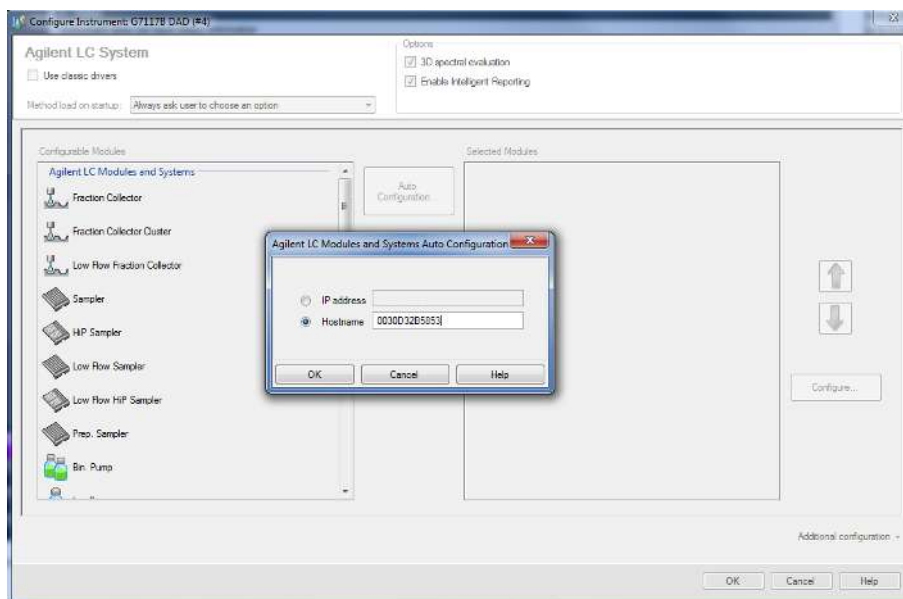 Configure Instrument: G7117B DAD (#4)
Agilent LC System
Use classic drivers
Method load on startup: Always ask user to choose an option
Options
3D spectral evaluation
Enable Intelligent Reporting
Configurable Modules
Agilent LC Modules and Systems
Fraction Collector
Fraction Collector Cluster
Low Flow Fraction Collector
Sampler
HiP Sampler
Low Flow Sampler
Low Flow HiP Sampler
Prep. Sampler
Bin. Pump
Auto
Configuration...
Selected Modules
Agilent LC Modules and Systems Auto Configuration
IP address
Hostname 0030D32B5853
OK Cancel Help
Configure...
Additional configuration
OK Cancel Help